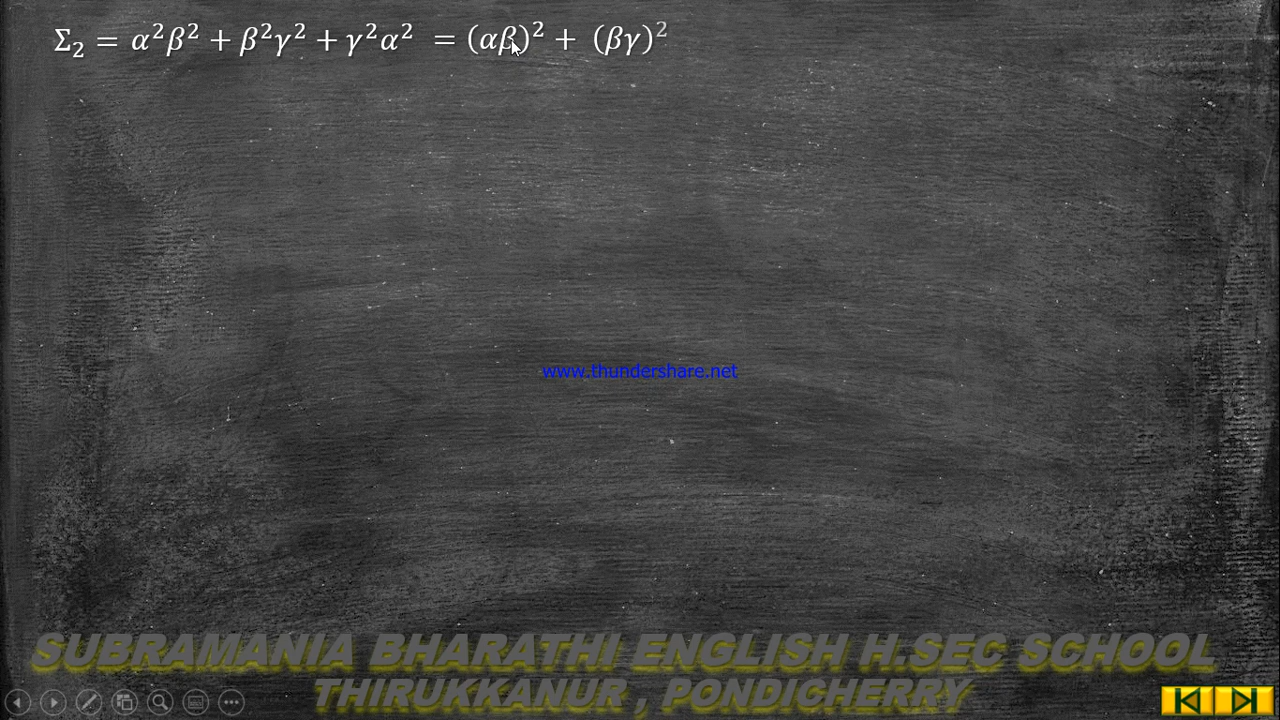 Σ₂ = α²β² + β²γ² + γ²α² = (αβ)² + (βγ)²
www.thundershare.net
SUBRAMANIA BHARATHI ENGLISH H.SEC SCHOOL
THIRUKKANUR , PONDICHERRY